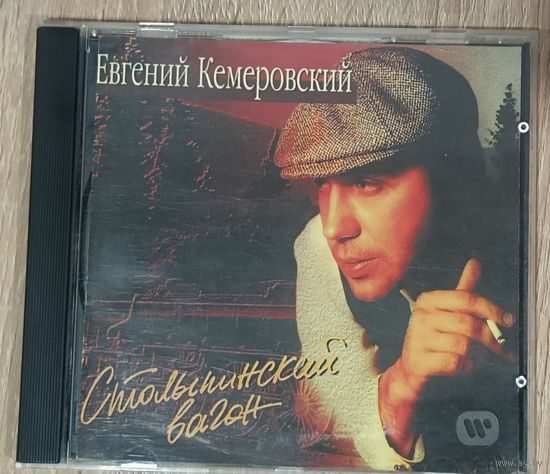 Евгений Кемеровский
Столыпинский
вагон